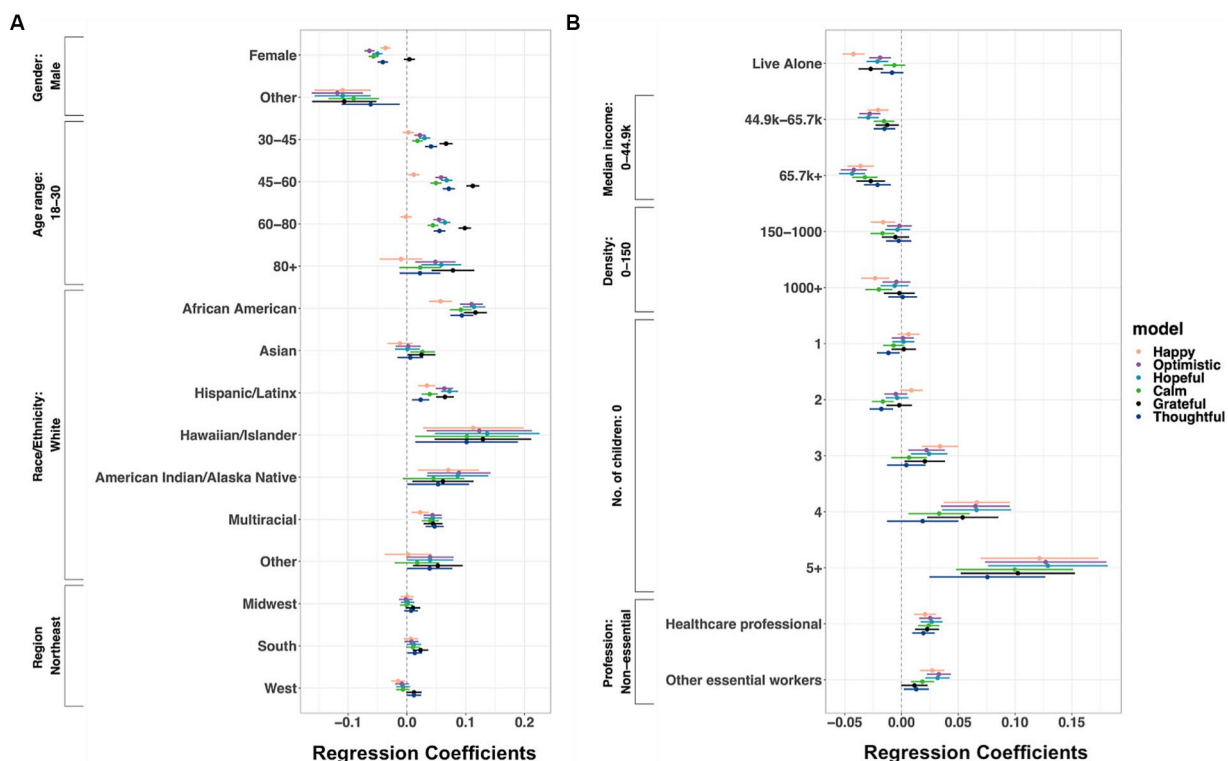 A
Gender:
Male
Female
Other
Age range:
18–30
30–45
45–60
60–80
80+
Race/Ethnicity:
White
African American
Asian
Hispanic/Latinx
Hawaiian/Islander
American Indian/Alaska Native
Multiracial
Other
Region
Northeast
Midwest
South
West
−0.1 0.0 0.1 0.2
Regression Coefficients
B
Live Alone
Median income:
0–44.9k
44.9k–65.7k
65.7k+
Density:
0–150
150–1000
1000+
No. of children: 0
1
2
3
4
5+
Profession:
Non–essential
Healthcare professional
Other essential workers
−0.05 0.00 0.05 0.10 0.15
Regression Coefficients
model
Happy
Optimistic
Hopeful
Calm
Grateful
Thoughtful